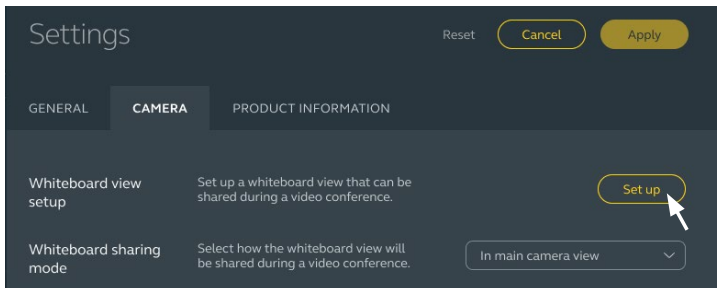 Settings
Reset
Cancel
Apply
GENERAL
CAMERA
PRODUCT INFORMATION
Whiteboard view
setup
Set up a whiteboard view that can be
shared during a video conference.
Set up
Whiteboard sharing
mode
Select how the whiteboard view will
be shared during a video conference.
In main camera view